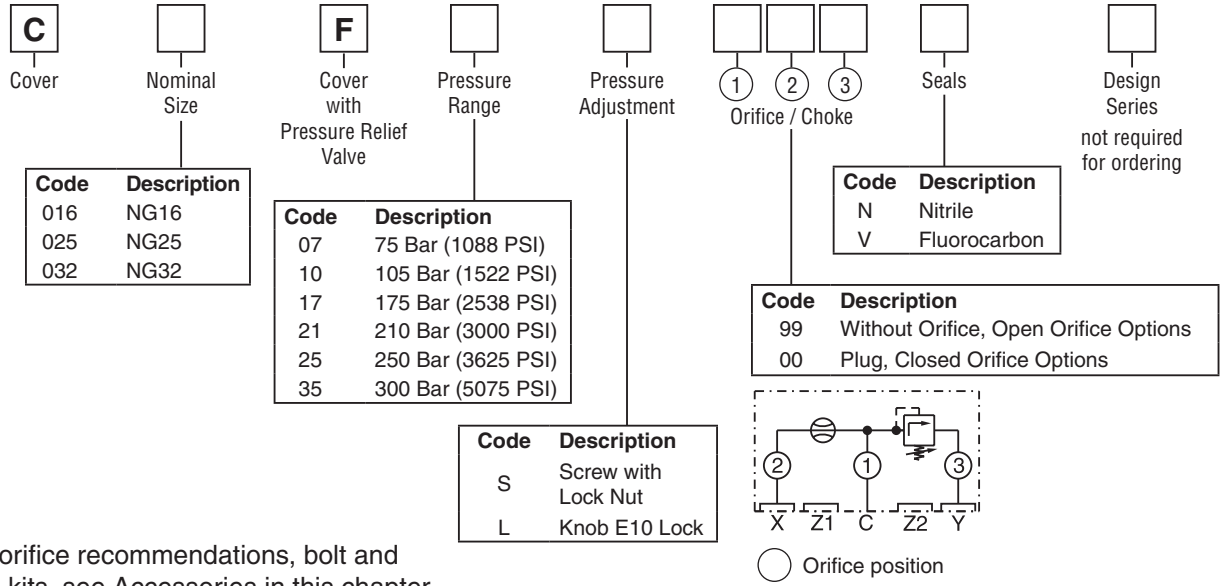 C F
Cover
Nominal
Size
Cover
with
Pressure Relief
Valve
Pressure
Range
Pressure
Adjustment
1 2 3
Orifice / Choke
Seals
Design
Series
not required
for ordering
Code Description
016 NG16
025 NG25
032 NG32
Code Description
07 75 Bar (1088 PSI)
10 105 Bar (1522 PSI)
17 175 Bar (2538 PSI)
21 210 Bar (3000 PSI)
25 250 Bar (3625 PSI)
35 300 Bar (5075 PSI)
Code Description
S Screw with
Lock Nut
L Knob E10 Lock
Code Description
N Nitrile
V Fluorocarbon
Code Description
99 Without Orifice, Open Orifice Options
00 Plug, Closed Orifice Options
2 1 3
X Z1 C Z2 Y
Orifice position
orifice recommendations, bolt and
kits, see Accessories in this chapter